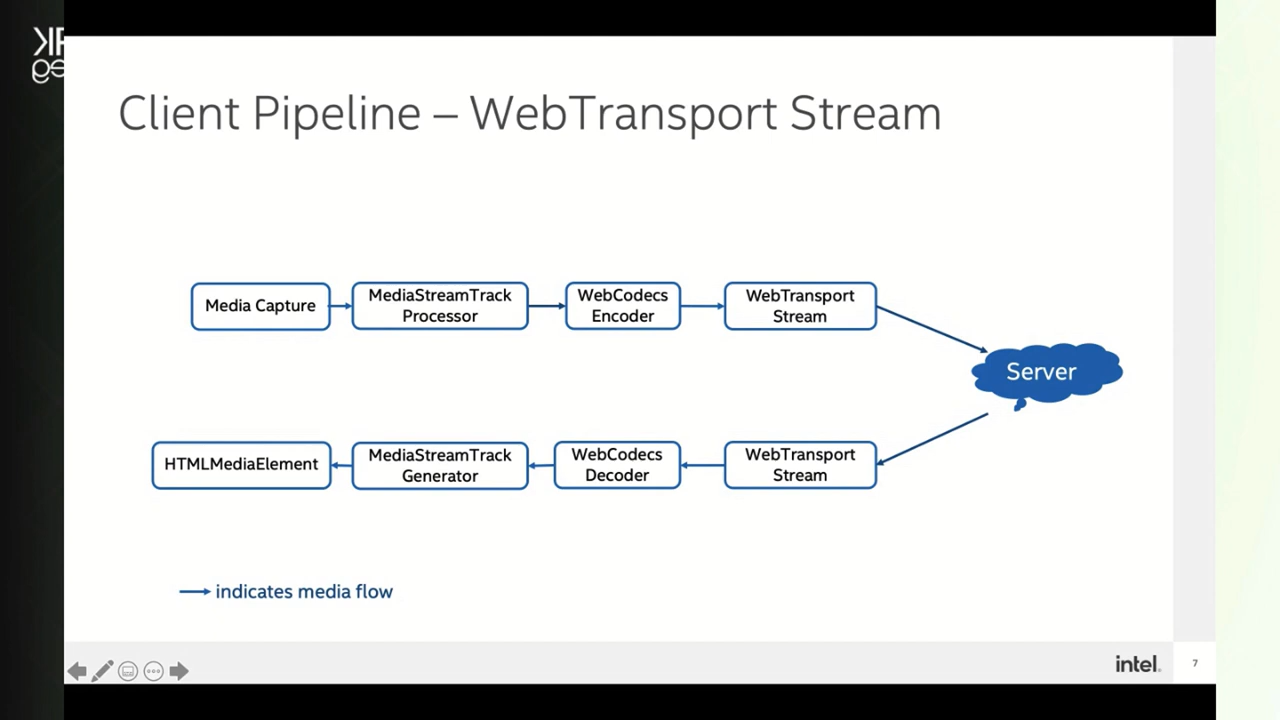 Client Pipeline – WebTransport Stream
Media Capture
MediaStreamTrack
Processor
WebCodecs
Encoder
WebTransport
Stream
Server
HTMLMediaElement
MediaStreamTrack
Generator
WebCodecs
Decoder
WebTransport
Stream
indicates media flow
intel.
7